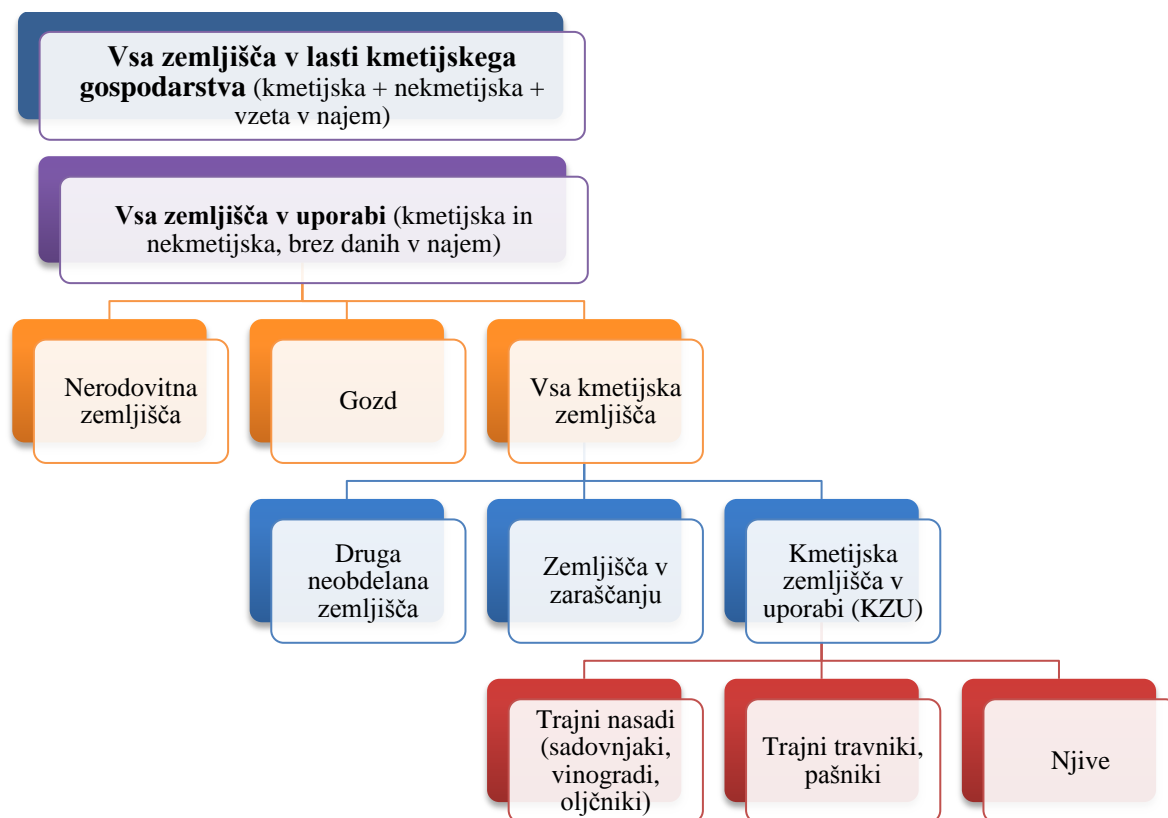 Vsa zemljišča v lasti kmetijskega
gospodarstva (kmetijska + nekmetijska +
vzeta v najem)
Vsa zemljišča v uporabi (kmetijska in
nekmetijska, brez danih v najem)
Nerodovitna
zemljišča
Gozd
Vsa kmetijska
zemljišča
Druga
neobdelana
zemljišča
Zemljišča v
zaraščanju
Kmetijska
zemljišča v
uporabi (KZU)
Trajni nasadi
(sadovnjaki,
vinogradi,
oljčniki)
Trajni travniki,
pašniki
Njive